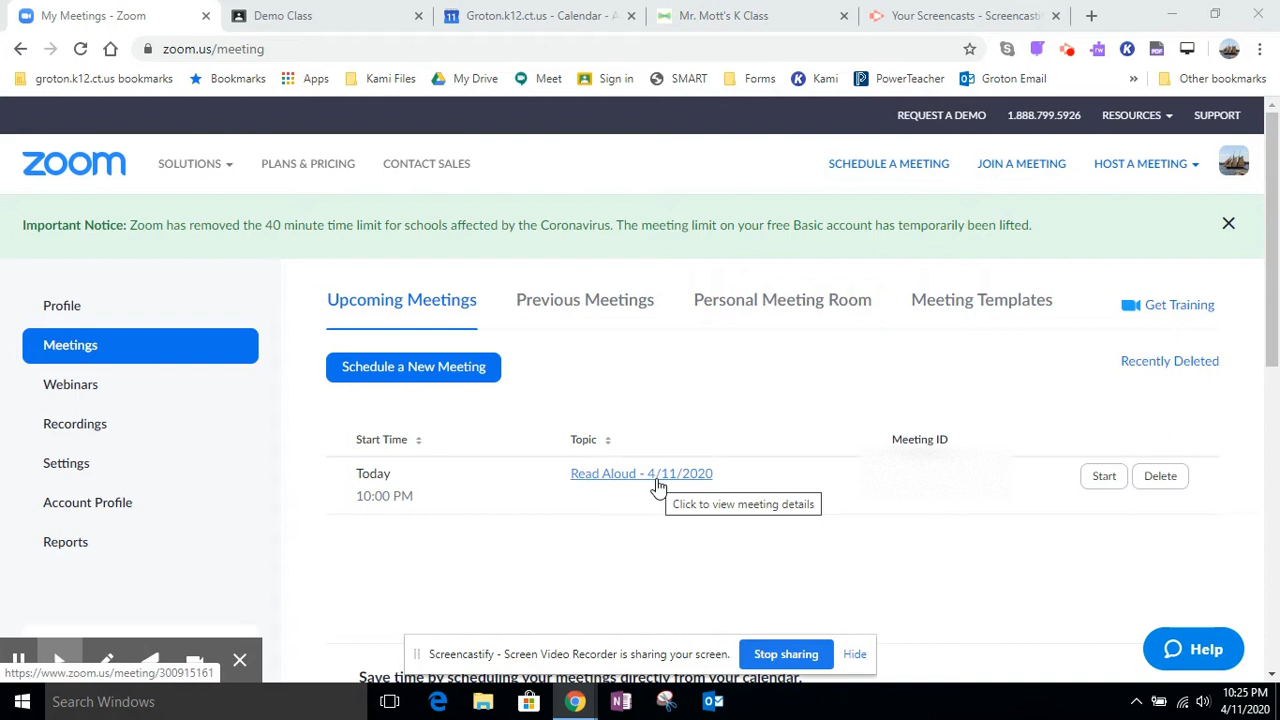 My Meetings - Zoom
Demo Class
Groton.k12.ct.us - Calendar - A
Mr. Mott's K Class
Your Screencasts - Screencasti
zoom.us/meeting
groton.k12.ct.us bookmarks
Bookmarks
Apps
Kami Files
My Drive
Meet
Sign in
SMART
Forms
Kami
PowerTeacher
Groton Email
»
Other bookmarks
REQUEST A DEMO
1.888.799.5926
RESOURCES
SUPPORT
zoom
SOLUTIONS
PLANS & PRICING
CONTACT SALES
SCHEDULE A MEETING
JOIN A MEETING
HOST A MEETING
Important Notice: Zoom has removed the 40 minute time limit for schools affected by the Coronavirus. The meeting limit on your free Basic account has temporarily been lifted.
Profile
Meetings
Webinars
Recordings
Settings
Account Profile
Reports
Upcoming Meetings
Previous Meetings
Personal Meeting Room
Meeting Templates
Get Training
Schedule a New Meeting
Recently Deleted
Start Time
Topic
Meeting ID
Today
10:00 PM
Read Aloud - 4/11/2020
Start
Delete
Click to view meeting details
Screencastify - Screen Video Recorder is sharing your screen.
Stop sharing
Hide
Help
https://www.zoom.us/meeting/300915161
Save time by scheduling your meetings directly from your calendar.
Search Windows
10:25 PM
4/11/2020